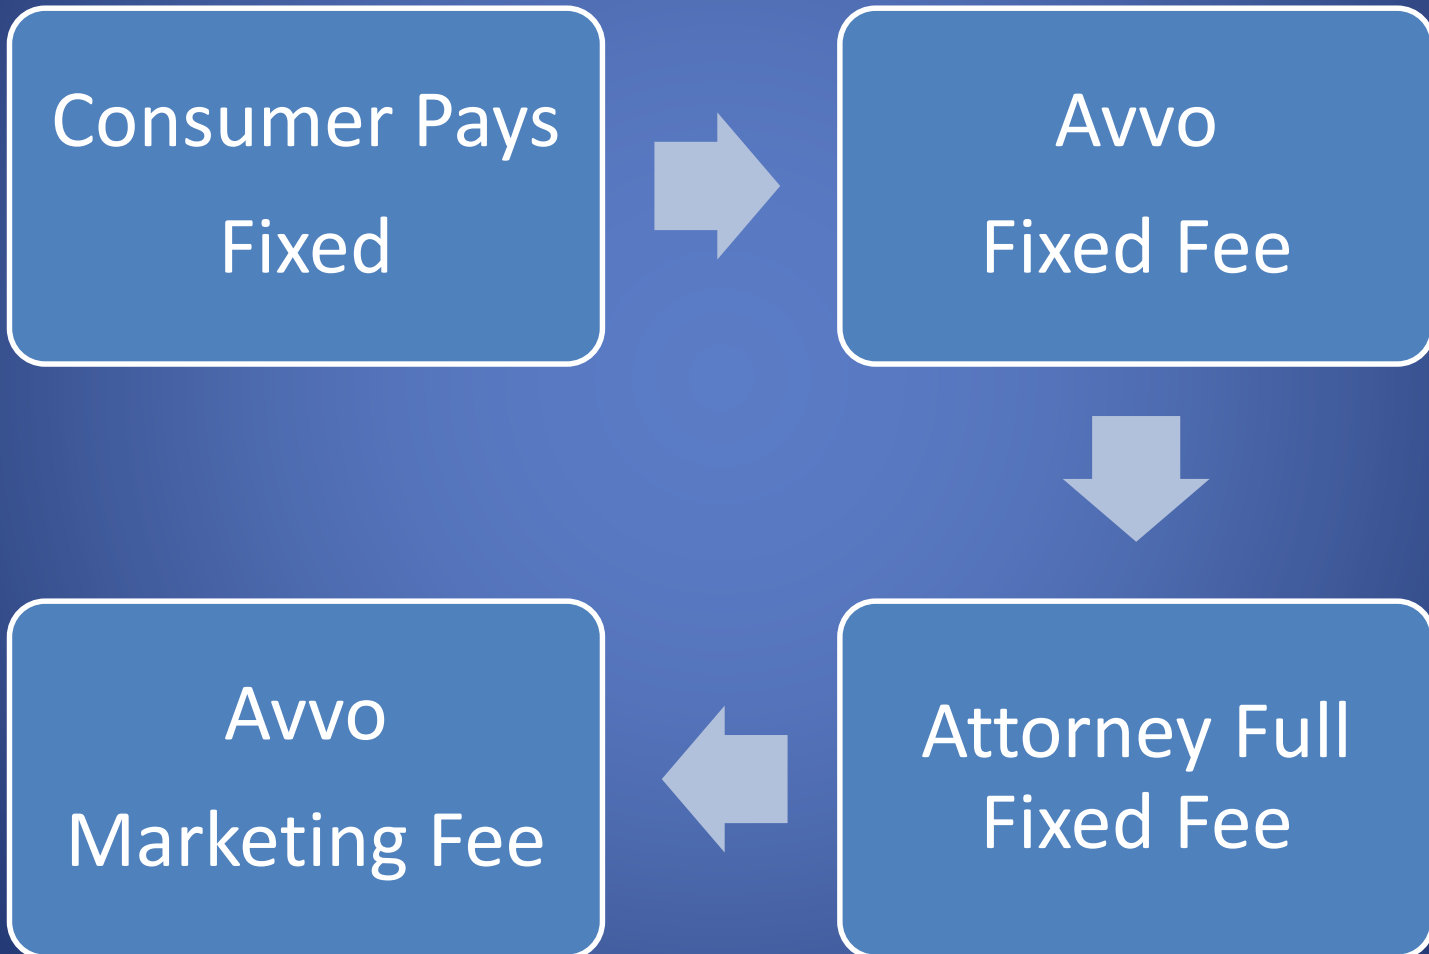 Consumer Pays
Fixed
Avvo
Fixed Fee
Attorney Full
Fixed Fee
Avvo
Marketing Fee